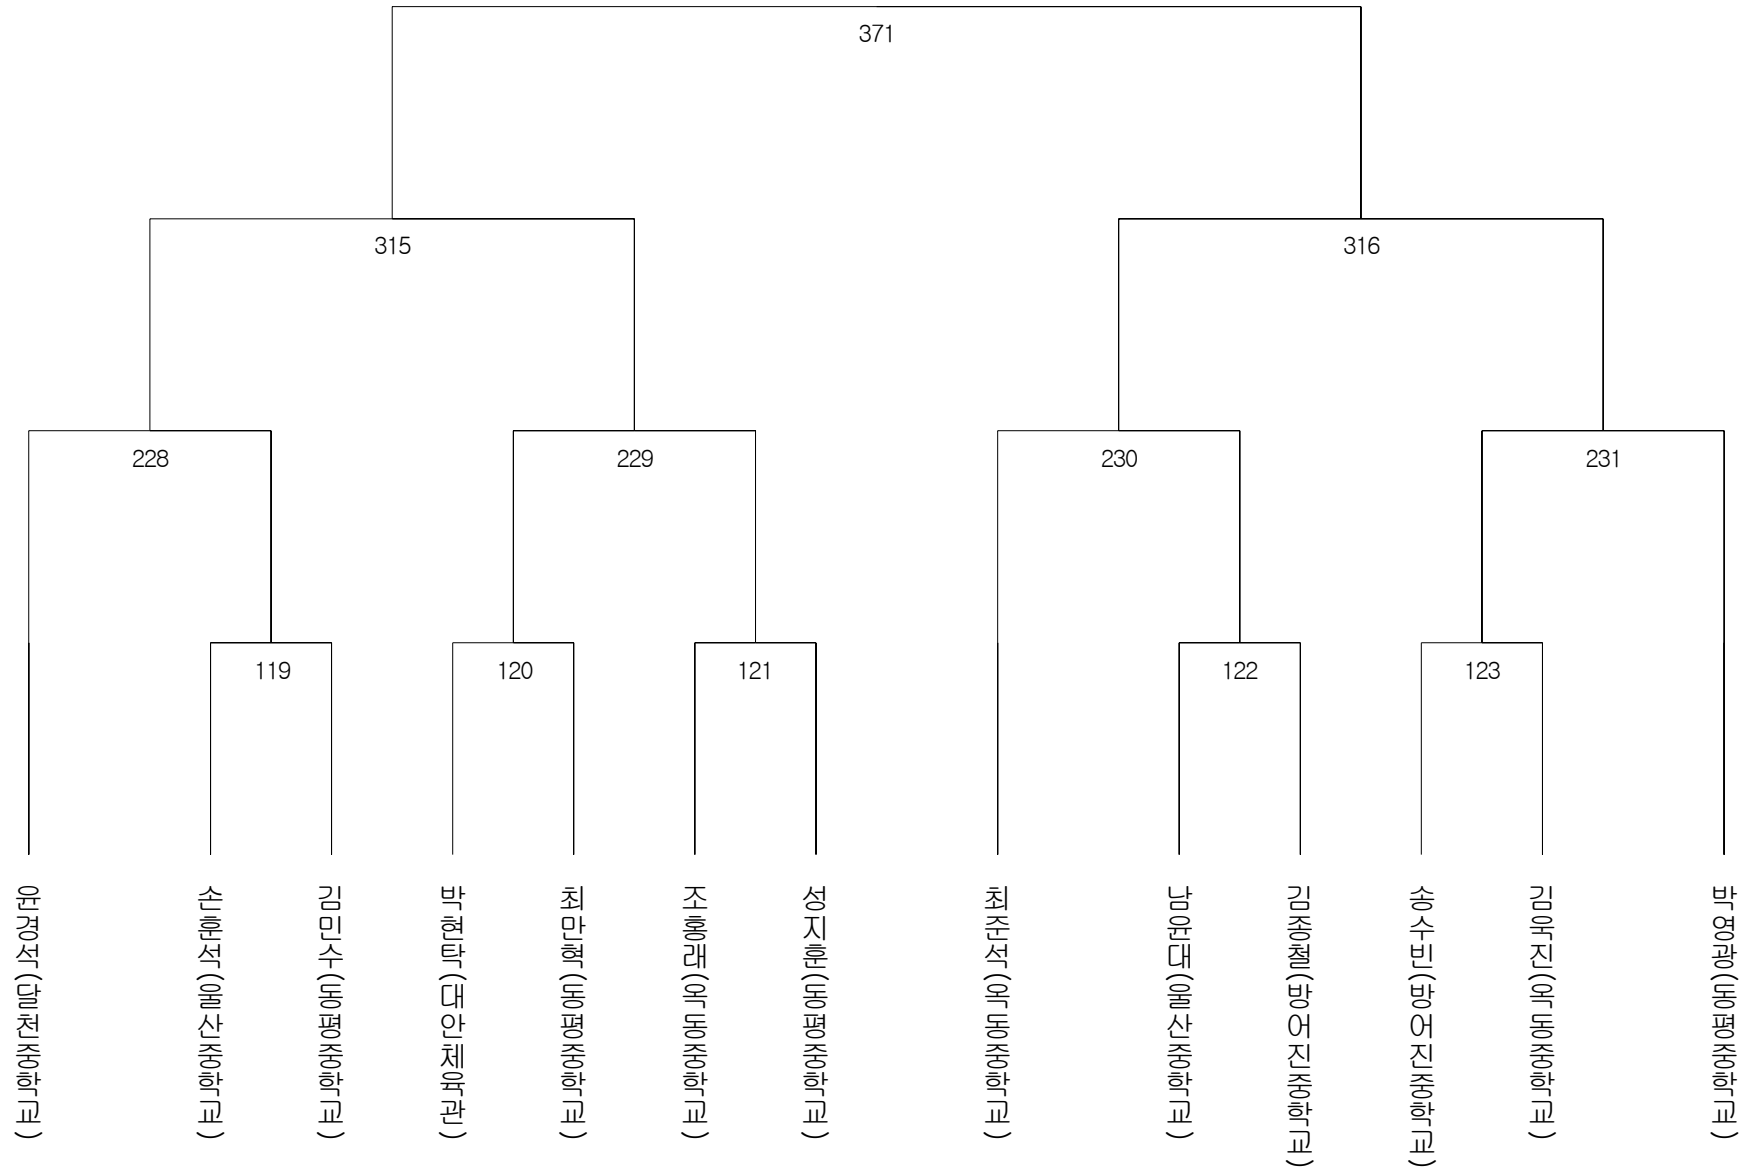 371
315
316
228
229
230
231
119
120
121
122
123
윤경석(달천중학교)
손훈석(울산중학교)
김민수(동평중학교)
박현탁(대안체육관)
최만혁(동평중학교)
조홍래(옥동중학교)
성지훈(동평중학교)
최준석(옥동중학교)
남윤대(울산중학교)
김종철(방어진중학교)
송수빈(방어진중학교)
김욱진(옥동중학교)
박영광(동평중학교)